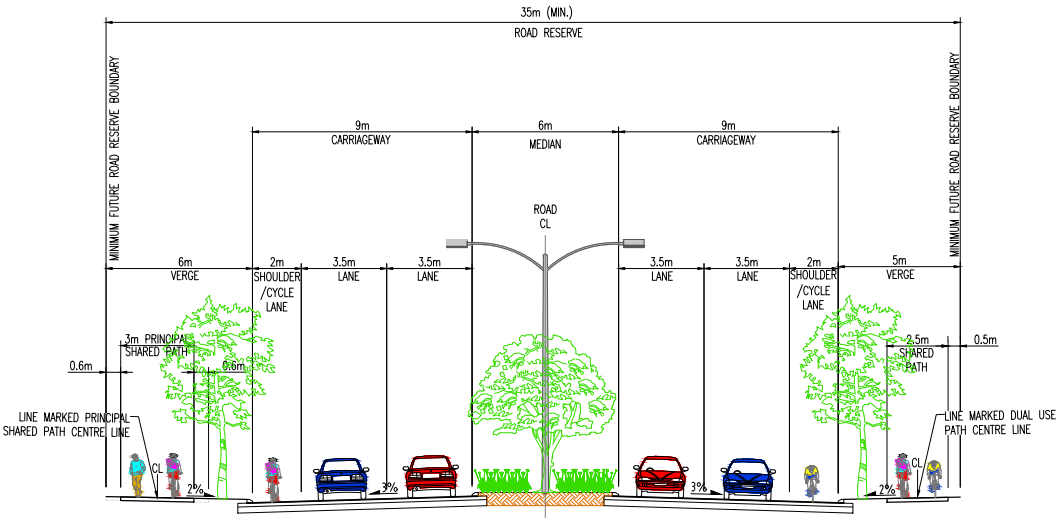 35m (MIN.)
ROAD RESERVE
MINIMUM FUTURE ROAD RESERVE BOUNDARY
MINIMUM FUTURE ROAD RESERVE BOUNDARY
9m
CARRIAGEWAY
6m
MEDIAN
9m
CARRIAGEWAY
ROAD
CL
6m
VERGE
2m
SHOULDER
/CYCLE
LANE
3.5m
LANE
3.5m
LANE
3.5m
LANE
3.5m
LANE
2m
SHOULDER
/CYCLE
LANE
5m
VERGE
3m PRINCIPAL
SHARED PATH
0.6m
0.6m
2.5m
SHARED
PATH
0.5m
LINE MARKED PRINCIPAL
SHARED PATH CENTRE LINE
LINE MARKED DUAL USE
PATH CENTRE LINE
CL
2%
3%
3%
2%
CL